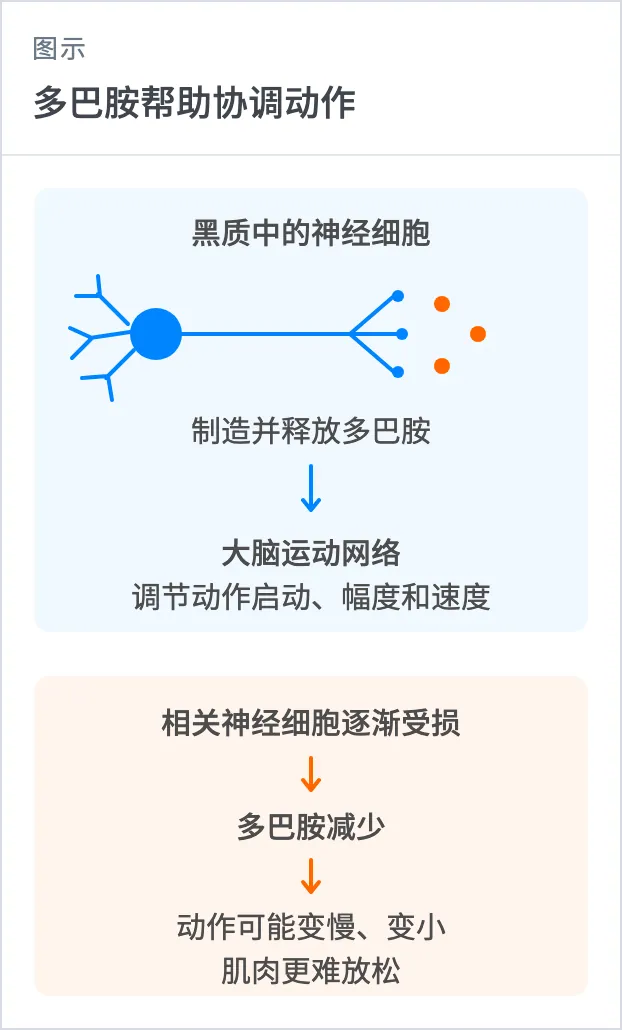 图示
多巴胺帮助协调动作
黑质中的神经细胞
制造并释放多巴胺
大脑运动网络
调节动作启动、幅度和速度
相关神经细胞逐渐受损
多巴胺减少
动作可能变慢、变小
肌肉更难放松